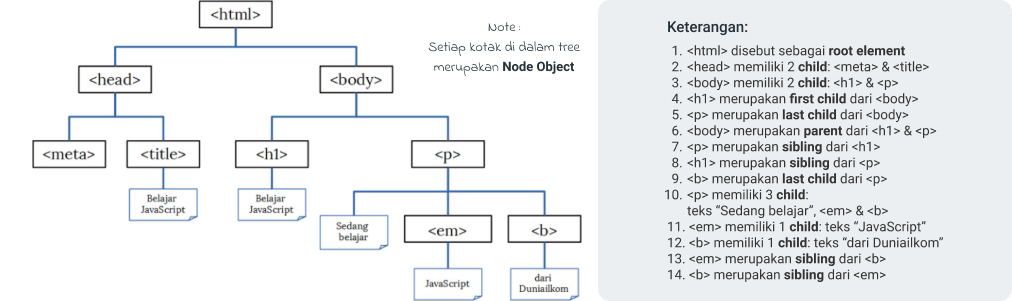 <html>
Note :
Setiap kotak di dalam tree
merupakan Node Object
<head>
<body>
<meta>
<title>
<h1>
<p>
Belajar
JavaScript
Belajar
JavaScript
Sedang
belajar
<em>
<b>
JavaScript
dari
Duniailkom
Keterangan:
1. <html> disebut sebagai root element
2. <head> memiliki 2 child: <meta> & <title>
3. <body> memiliki 2 child: <h1> & <p>
4. <h1> merupakan first child dari <body>
5. <p> merupakan last child dari <body>
6. <body> merupakan parent dari <h1> & <p>
7. <p> merupakan sibling dari <h1>
8. <h1> merupakan sibling dari <p>
9. <b> merupakan last child dari <p>
10. <p> memiliki 3 child:
teks “Sedang belajar”, <em> & <b>
11. <em> memiliki 1 child: teks “JavaScript”
12. <b> memiliki 1 child: teks “dari Duniailkom”
13. <em> merupakan sibling dari <b>
14. <b> merupakan sibling dari <em>